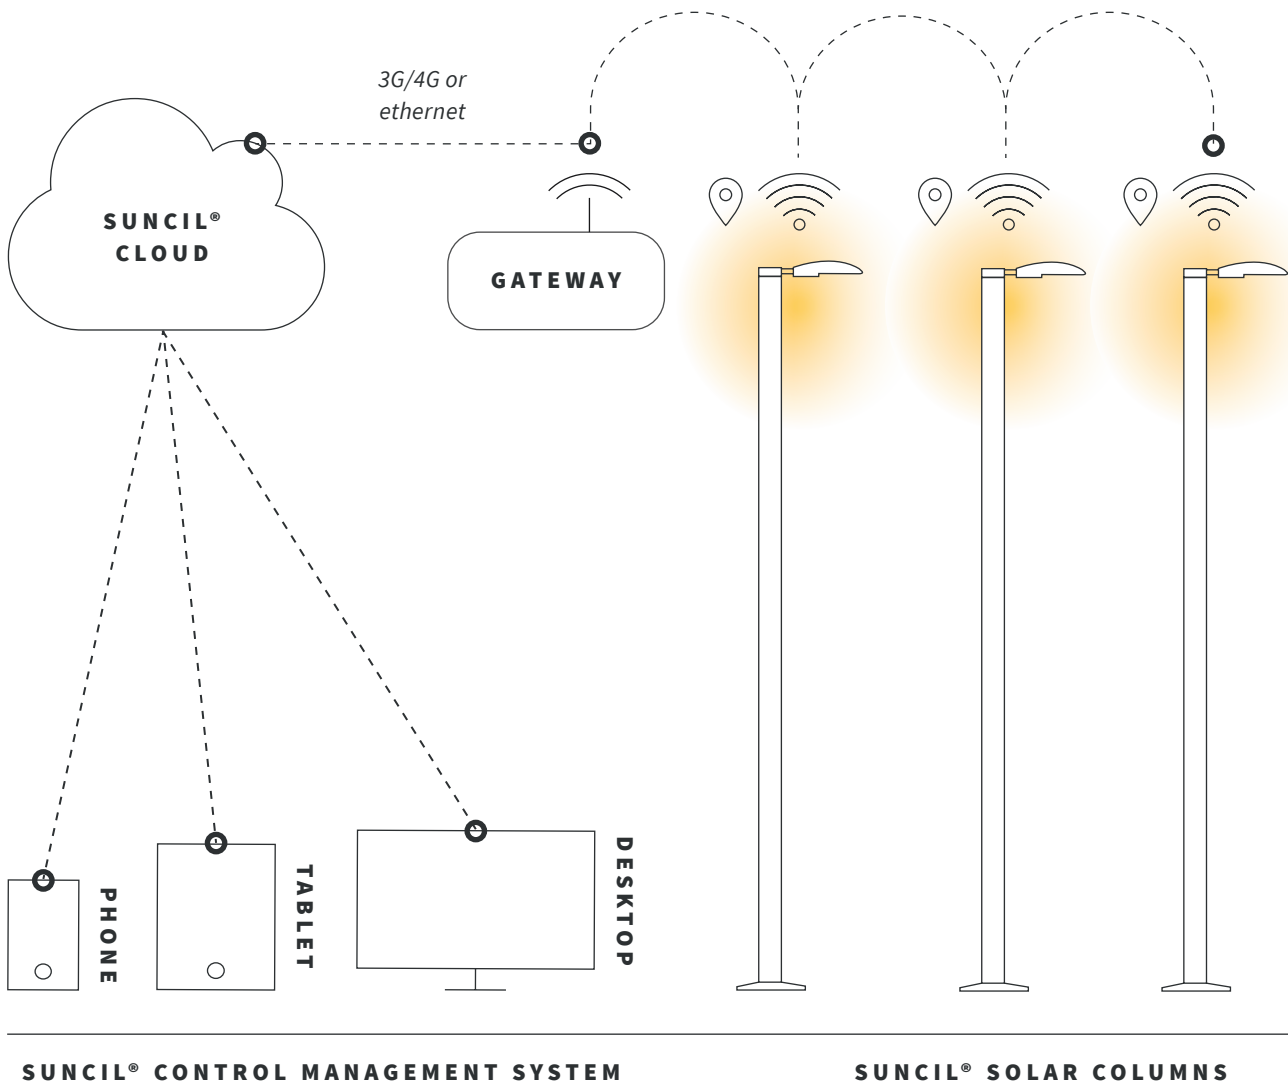 3G/4G or
ethernet
SUNCIL®
CLOUD
GATEWAY
PHONE
TABLET
DESKTOP
SUNCIL® CONTROL MANAGEMENT SYSTEM
SUNCIL® SOLAR COLUMNS